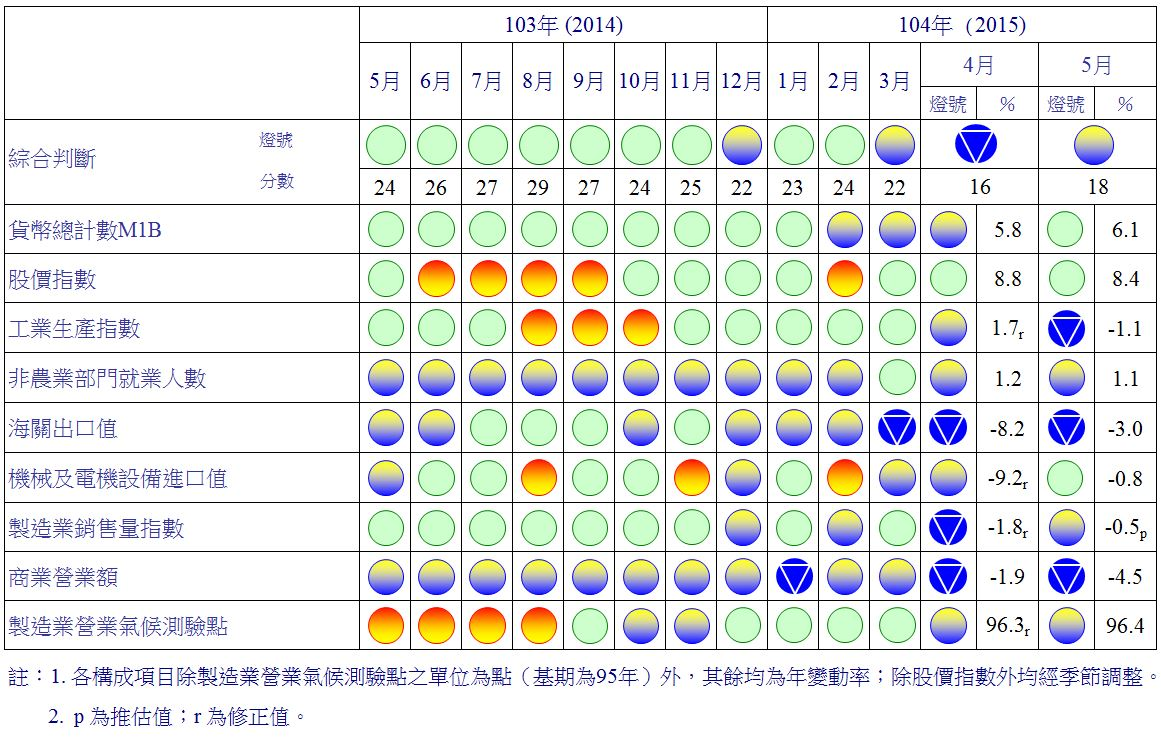 103年 (2014) 104年 (2015)
5月 6月 7月 8月 9月 10月 11月 12月 1月 2月 3月 4月 5月
燈號 % 燈號 %
綜合判斷 燈號
分數 24 26 27 29 27 24 25 22 23 24 22 16 18
貨幣總計數M1B 5.8 6.1
股價指數 8.8 8.4
工業生產指數 1.7r -1.1
非農業部門就業人數 1.2 1.1
海關出口值 -8.2 -3.0
機械及電機設備進口值 -9.2r -0.8
製造業銷售量指數 -1.8r -0.5p
商業營業額 -1.9 -4.5
製造業營業氣候測驗點 96.3r 96.4
註：1. 各構成項目除製造業營業氣候測驗點之單位為點（基期為95年）外，其餘均為年變動率；除股價指數外均經季節調整。
2. p 為推估值；r 為修正值。